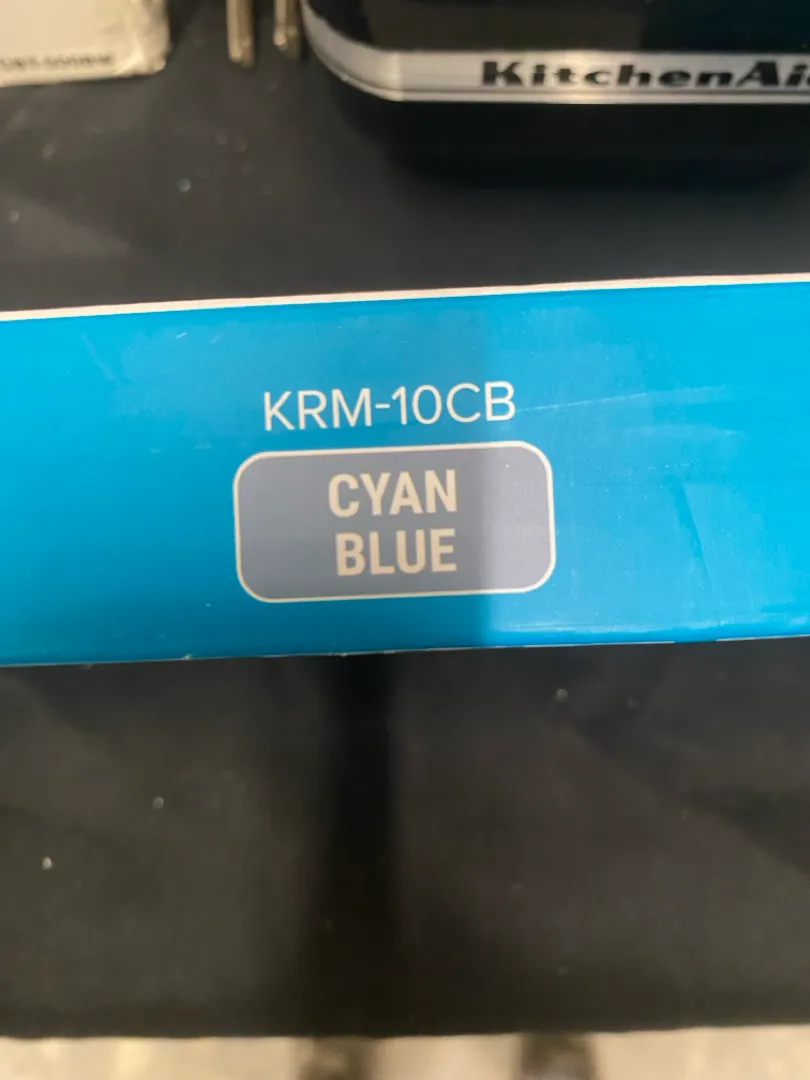 KitchenAi
KRM-10CB
CYAN
BLUE